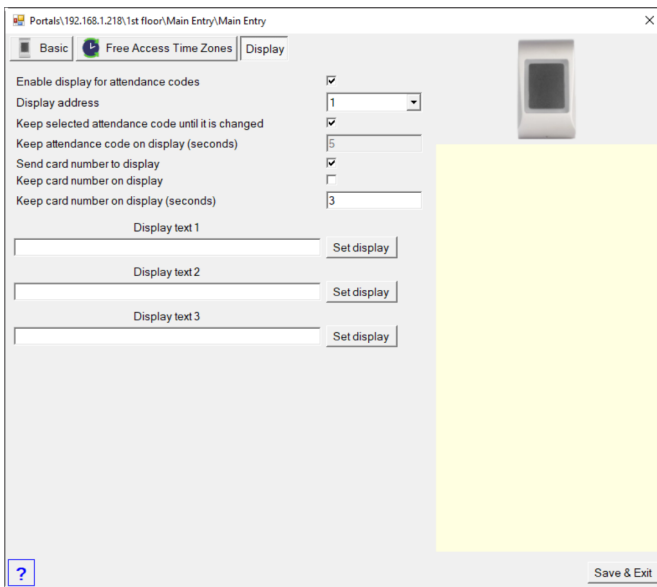 Portals\192.168.1.218\1st floor\Main Entry\Main Entry
Basic Free Access Time Zones Display
Enable display for attendance codes
Display address 1
Keep selected attendance code until it is changed
Keep attendance code on display (seconds) 5
Send card number to display
Keep card number on display
Keep card number on display (seconds) 3
Display text 1
Set display
Display text 2
Set display
Display text 3
Set display
? Save & Exit